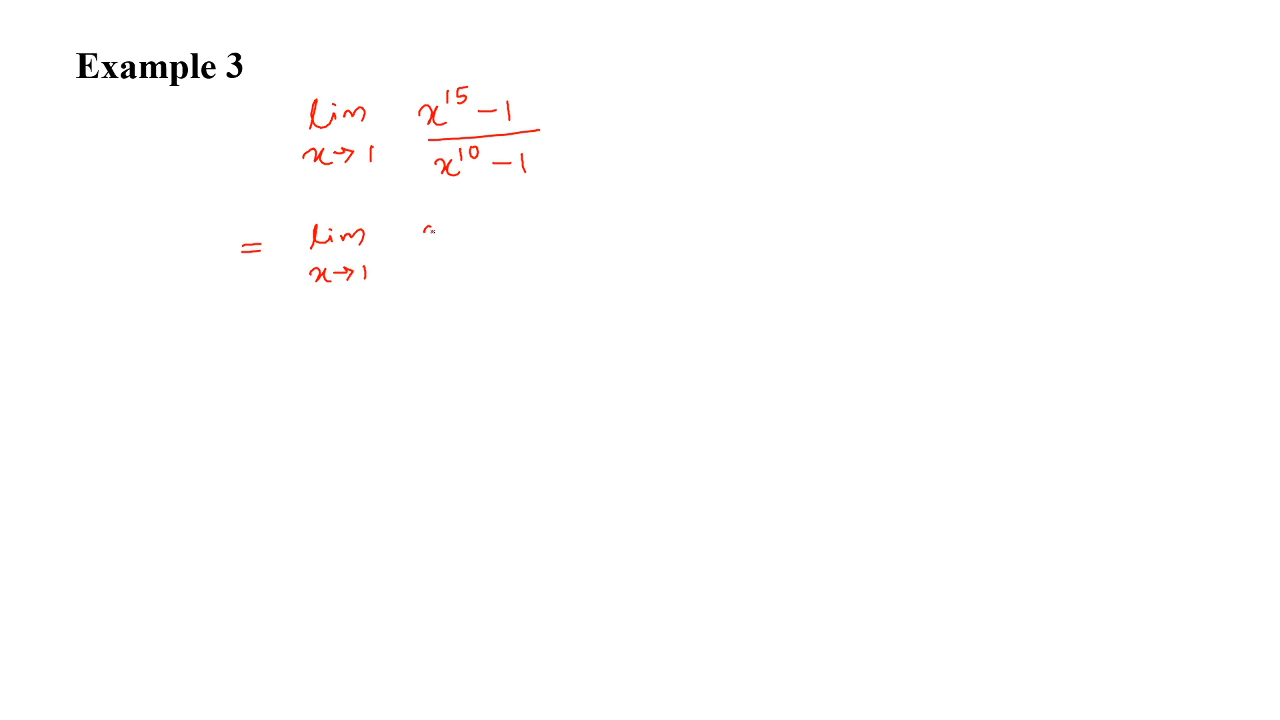 Example 3
lim x→1 x^15 − 1 / x^10 − 1
= lim x→1